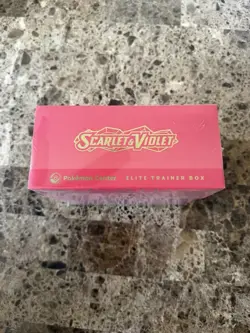 SCARLET & VIOLET
Pokémon Center ELITE TRAINER BOX